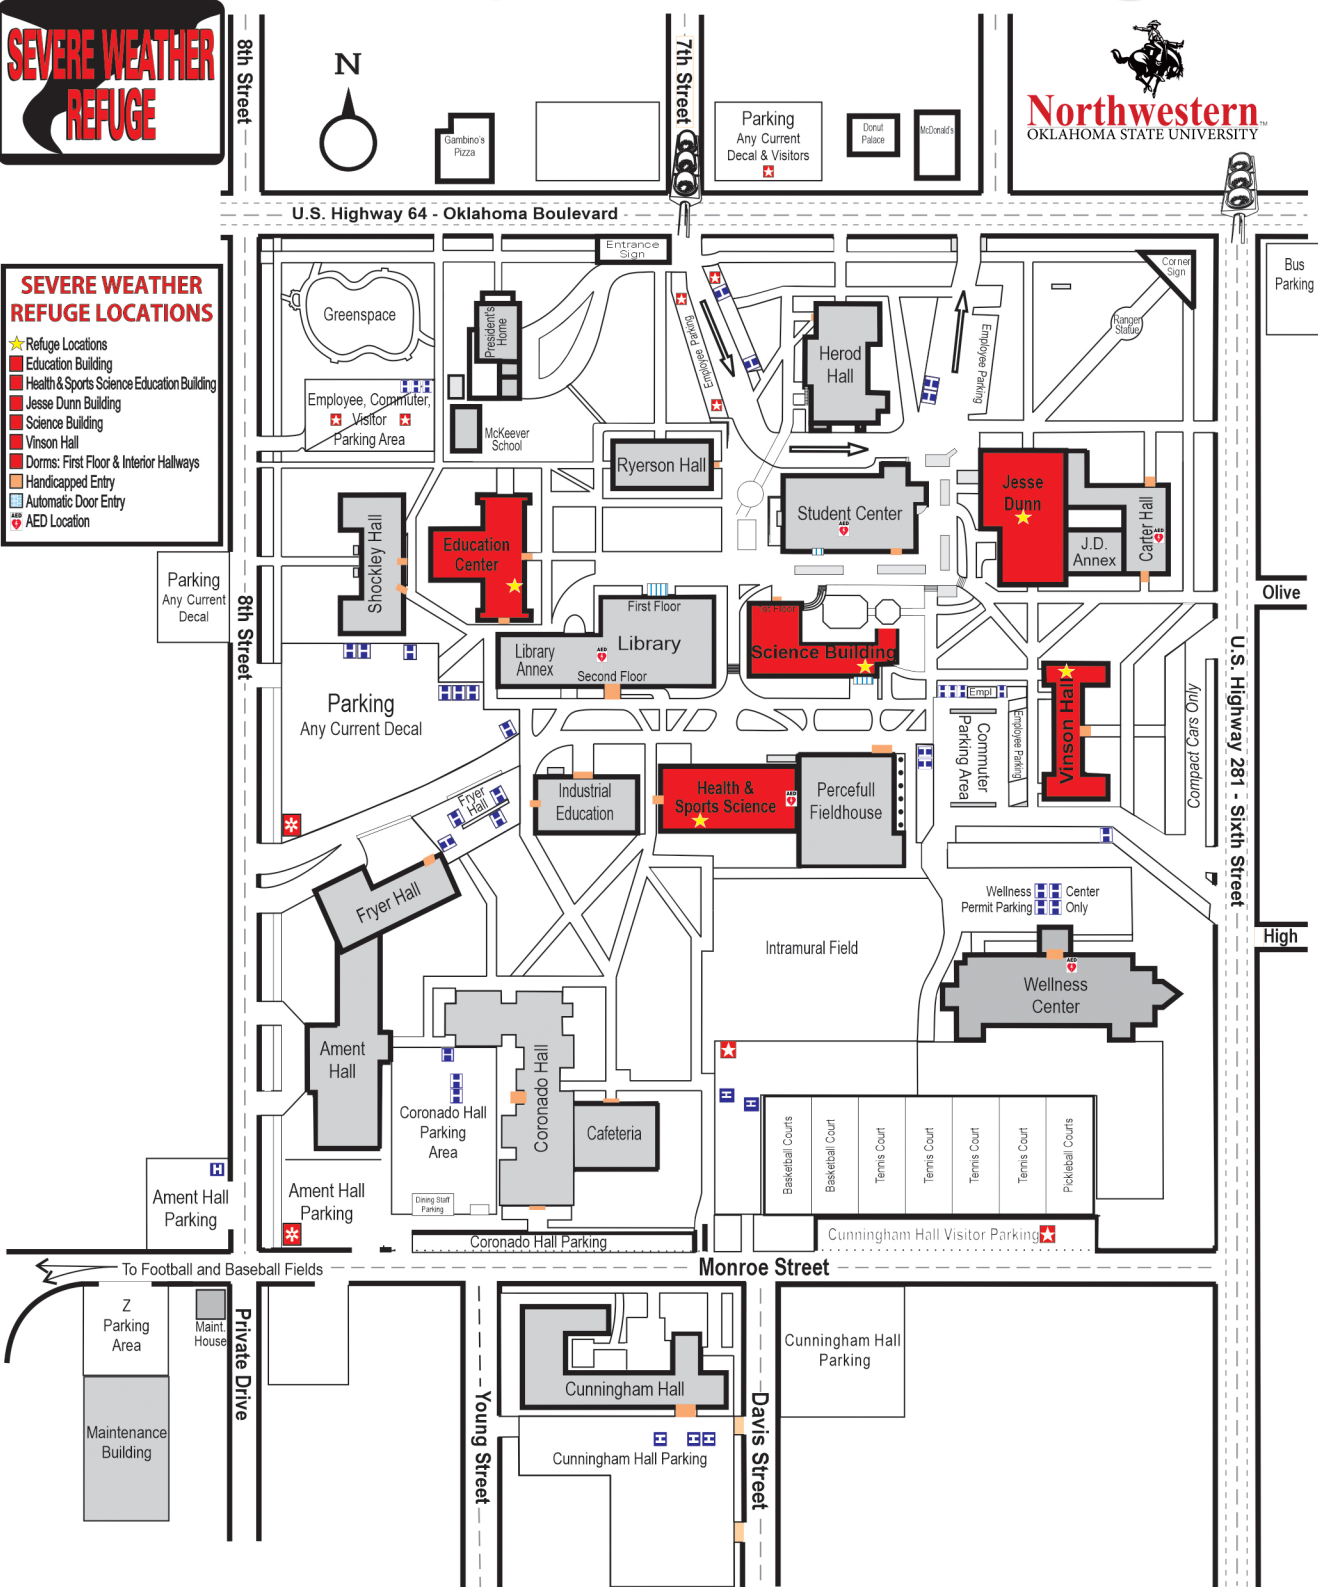 SEVERE WEATHER
REFUGE
8th Street
N
7th Street
Gambino's
Pizza
Parking
Any Current
Decal & Visitors
Donut
Palace
McDonald's
Northwestern™
OKLAHOMA STATE UNIVERSITY
U.S. Highway 64 - Oklahoma Boulevard
Entrance
Sign
Corner
Sign
Bus
Parking
SEVERE WEATHER
REFUGE LOCATIONS
Refuge Locations
Education Building
Health & Sports Science Education Building
Jesse Dunn Building
Science Building
Vinson Hall
Dorms: First Floor & Interior Hallways
Handicapped Entry
Automatic Door Entry
AED
AED Location
Greenspace
President's
Home
Employee Parking
Herod
Hall
Employee Parking
Ranger
Statue
Employee, Commuter,
Visitor
Parking Area
McKeever
School
Ryerson Hall
Student Center
AED
Jesse
Dunn
Carter Hall
AED
J.D.
Annex
Shockley Hall
Education
Center
Parking
Any Current
Decal
8th Street
Olive
First Floor
Library
Library
Annex
AED
Second Floor
1st Floor
Science Building
Vinson Hall
Empl
Commuter
Parking Area
Employee Parking
Compact Cars Only
U.S. Highway 281 - Sixth Street
Parking
Any Current Decal
Fryer
Hall
Industrial
Education
Health &
Sports Science
AED
Percefull
Fieldhouse
Fryer Hall
Wellness Center
Permit Parking Only
High
Intramural Field
AED
Wellness
Center
Ament
Hall
Coronado Hall
Parking
Area
Coronado Hall
Cafeteria
Basketball Courts
Basketball Court
Tennis Court
Tennis Court
Tennis Court
Tennis Court
Pickleball Courts
Ament Hall
Parking
Ament Hall
Parking
Dining Staff
Parking
Coronado Hall Parking
Cunningham Hall Visitor Parking
To Football and Baseball Fields
Monroe Street
Z
Parking
Area
Maint.
House
Private Drive
Maintenance
Building
Young Street
Cunningham Hall
Cunningham Hall Parking
Davis Street
Cunningham Hall
Parking